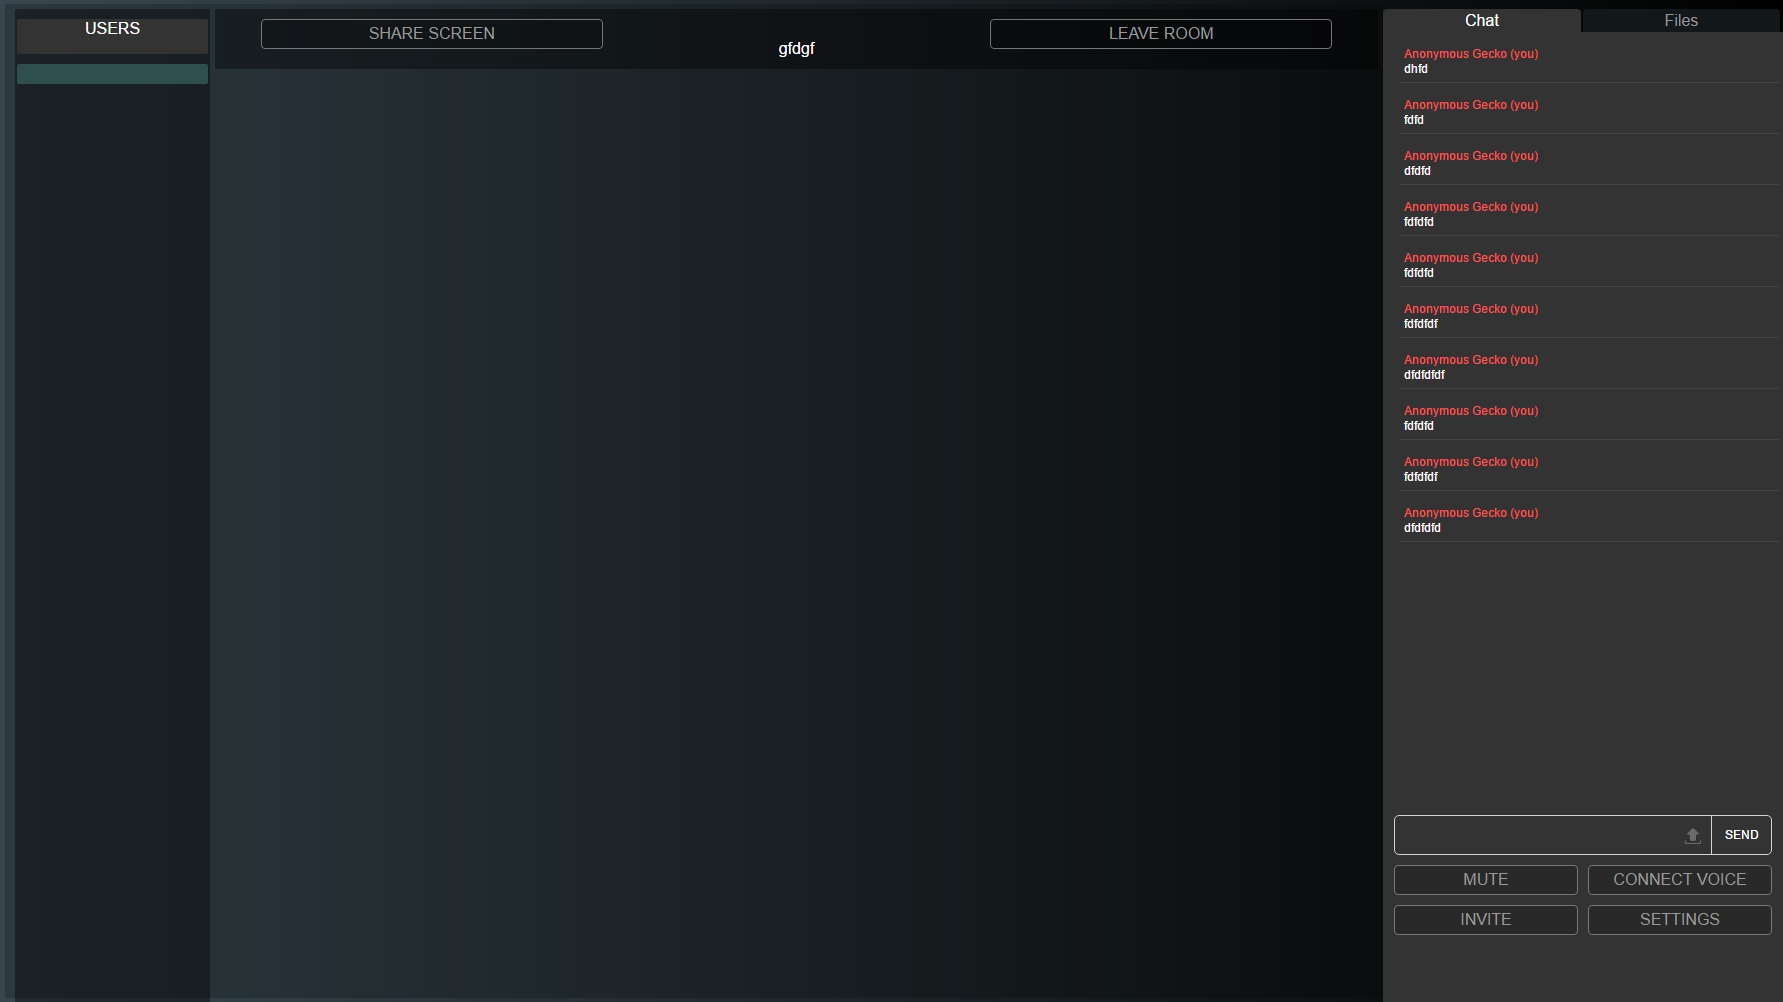 USERS
SHARE SCREEN
gfdgf
LEAVE ROOM
Chat
Files
Anonymous Gecko (you)
dhfd
Anonymous Gecko (you)
fdfd
Anonymous Gecko (you)
dfdfd
Anonymous Gecko (you)
fdfdfd
Anonymous Gecko (you)
fdfdfd
Anonymous Gecko (you)
fdfdfdf
Anonymous Gecko (you)
dfdfdfdf
Anonymous Gecko (you)
fdfdfd
Anonymous Gecko (you)
fdfdfdf
Anonymous Gecko (you)
dfdfdfd
SEND
MUTE
CONNECT VOICE
INVITE
SETTINGS